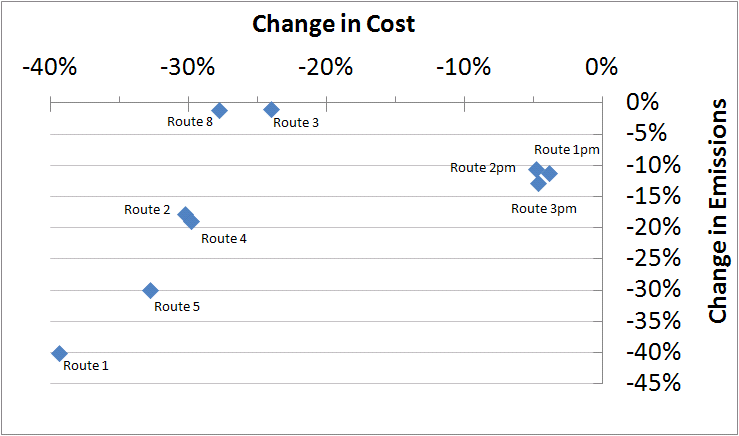 Change in Cost
-40%
-30%
-20%
-10%
0%
0%
-5%
-10%
-15%
-20%
-25%
-30%
-35%
-40%
-45%
Change in Emissions
Route 8
Route 3
Route 1pm
Route 2pm
Route 3pm
Route 2
Route 4
Route 5
Route 1